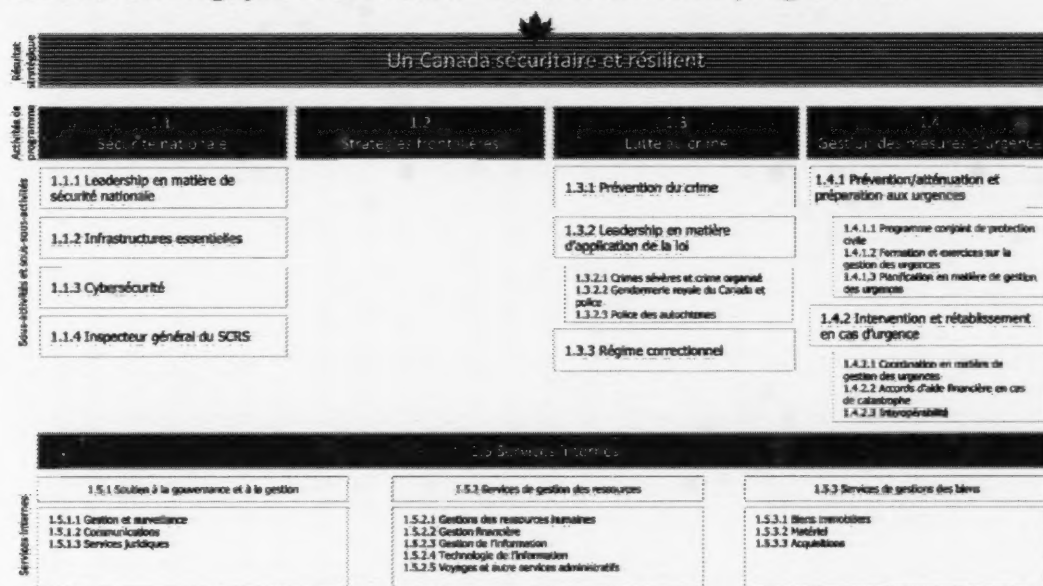 Résultat
stratégique
Un Canada sécuritaire et résilient
Activités de
programme
1.1
Sécurité nationale
1.2
Stratégies frontalières
1.3
Lutte au crime
1.4
Gestion des mesures d'urgence
Sous-activités et sous-sous-activités
1.1.1 Leadership en matière de
sécurité nationale
1.1.2 Infrastructures essentielles
1.1.3 Cybersécurité
1.1.4 Inspecteur général du SCRS
1.3.1 Prévention du crime
1.3.2 Leadership en matière
d'application de la loi
1.3.2.1 Crimes sévères et crime organisé
1.3.2.2 Gendarmerie royale du Canada et
police
1.3.2.3 Police des autochtones
1.3.3 Régime correctionnel
1.4.1 Prévention/atténuation et
préparation aux urgences
1.4.1.1 Programme conjoint de protection
civile
1.4.1.2 Formation et exercices sur la
gestion des urgences
1.4.1.3 Planification en matière de gestion
des urgences
1.4.2 Intervention et rétablissement
en cas d'urgence
1.4.2.1 Coordination en matière de
gestion des urgences
1.4.2.2 Accords d'aide financière en cas
de catastrophe
1.4.2.3 Interopérabilité
1.5 Services internes
Services internes
1.5.1 Soutien à la gouvernance et à la gestion
1.5.1.1 Gestion et surveillance
1.5.1.2 Communications
1.5.1.3 Services juridiques
1.5.2 Services de gestion des ressources
1.5.2.1 Gestions des ressources humaines
1.5.2.2 Gestion financière
1.5.2.3 Gestion de l'information
1.5.2.4 Technologie de l'information
1.5.2.5 Voyages et autre services administratifs
1.5.3 Services de gestions des biens
1.5.3.1 Biens immobiliers
1.5.3.2 Matériel
1.5.3.3 Acquisitions